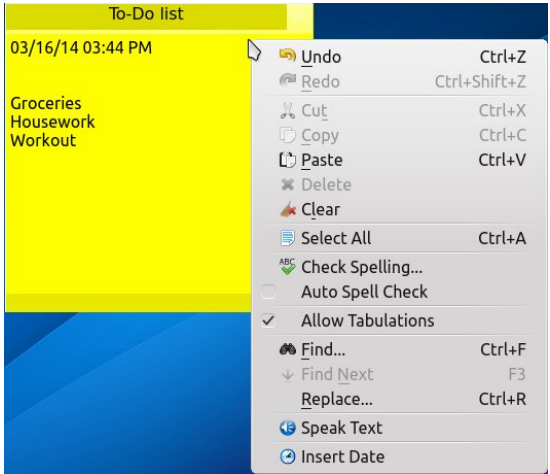 To-Do list
03/16/14 03:44 PM
Groceries
Housework
Workout
Undo Ctrl+Z
Redo Ctrl+Shift+Z
Cut Ctrl+X
Copy Ctrl+C
Paste Ctrl+V
Delete
Clear
Select All Ctrl+A
ABC Check Spelling...
Auto Spell Check
Allow Tabulations
Find... Ctrl+F
Find Next F3
Replace... Ctrl+R
Speak Text
Insert Date